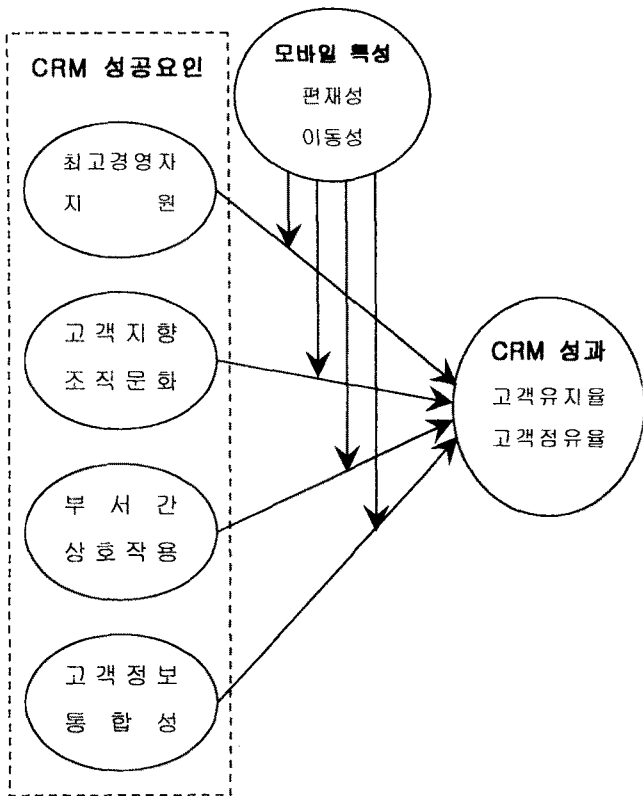 CRM 성공요인
최고경영자
지 원
고객지향
조직문화
부 서 간
상호작용
고객정보
통 합 성
모바일 특성
편재성
이동성
CRM 성과
고객유지율
고객점유율